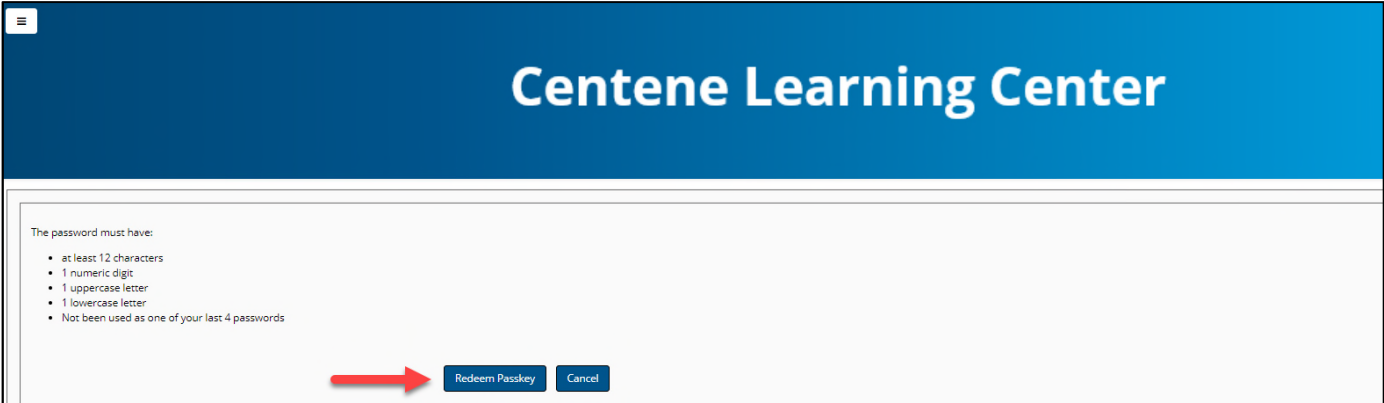 Centene Learning Center
The password must have:
at least 12 characters
1 numeric digit
1 uppercase letter
1 lowercase letter
Not been used as one of your last 4 passwords
Redeem Passkey
Cancel